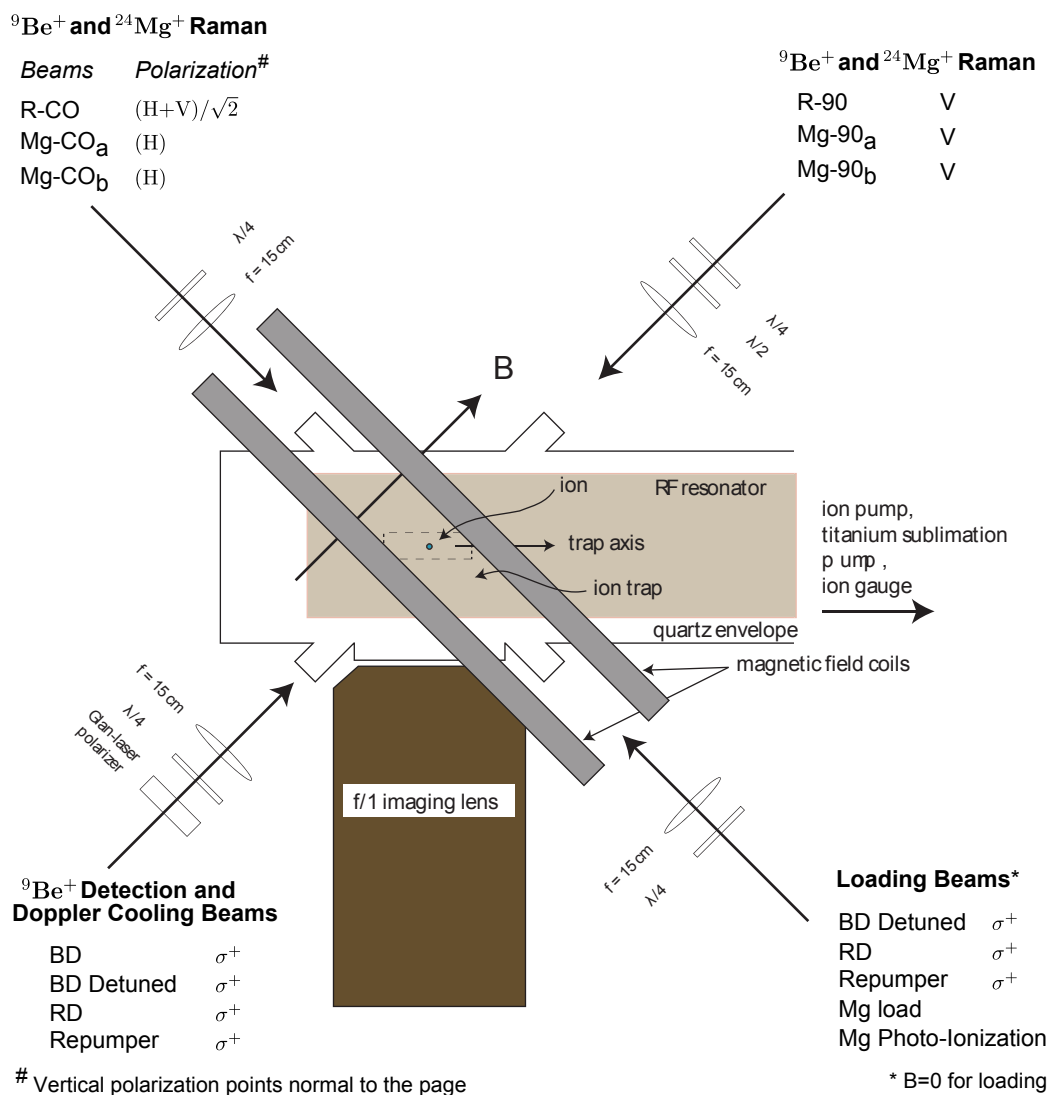 ⁹Be⁺ and ²⁴Mg⁺ Raman
Beams Polarization#
R-CO (H+V)/√2
Mg-COa (H)
Mg-COb (H)
⁹Be⁺ and ²⁴Mg⁺ Raman
R-90 V
Mg-90a V
Mg-90b V
λ/4
f = 15 cm
λ/4
λ/2
f = 15 cm
B
ion
RF resonator
trap axis
ion trap
ion pump,
titanium sublimation
p ump ,
ion gauge
quartz envelope
magnetic field coils
f = 15 cm
λ/4
Glan-laser
polarizer
f/1 imaging lens
f = 15 cm
λ/4
⁹Be⁺ Detection and
Doppler Cooling Beams
BD σ⁺
BD Detuned σ⁺
RD σ⁺
Repumper σ⁺
Loading Beams*
BD Detuned σ⁺
RD σ⁺
Repumper σ⁺
Mg load
Mg Photo-Ionization
# Vertical polarization points normal to the page
* B=0 for loading